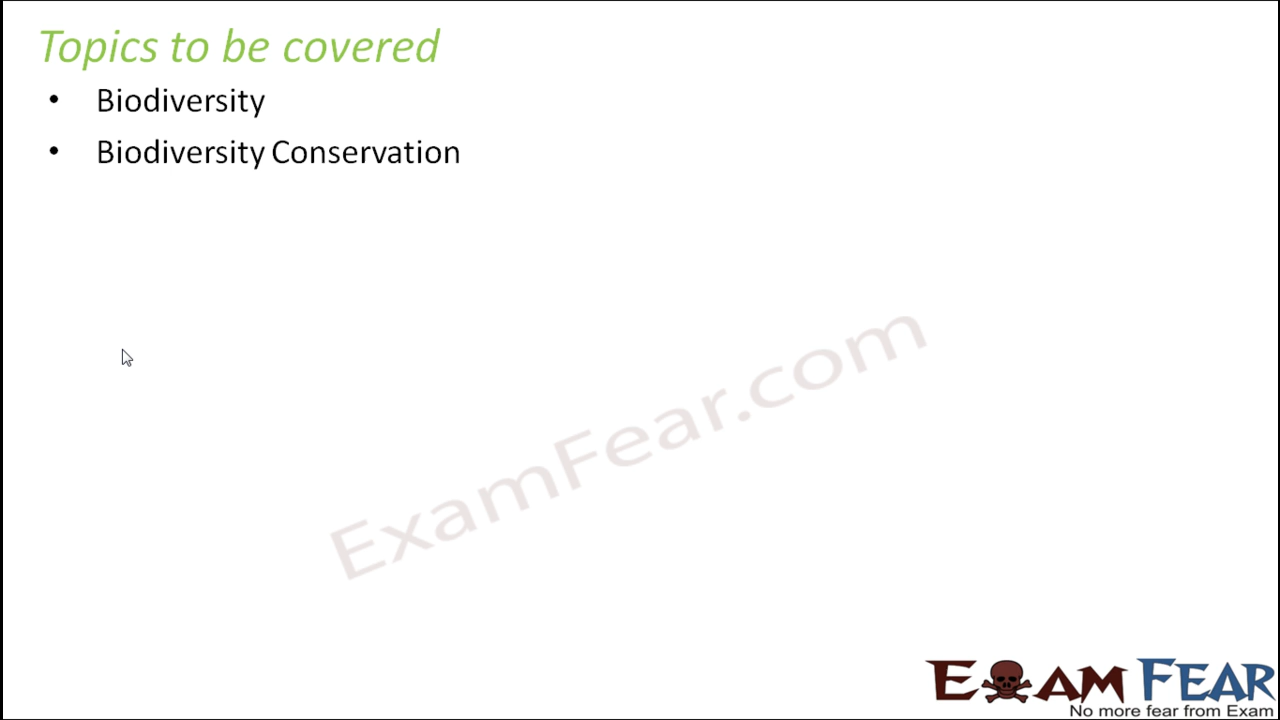 Topics to be covered
• Biodiversity
• Biodiversity Conservation
ExamFear.com
EXAM FEAR
No more fear from Exam